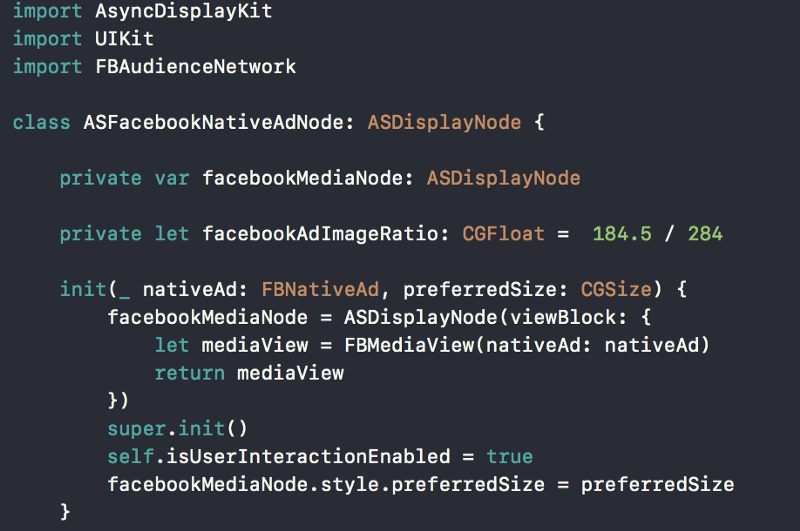 import AsyncDisplayKit
import UIKit
import FBAudienceNetwork
class ASFacebookNativeAdNode: ASDisplayNode {
private var facebookMediaNode: ASDisplayNode
private let facebookAdImageRatio: CGFloat =  184.5 / 284
init(_ nativeAd: FBNativeAd, preferredSize: CGSize) {
facebookMediaNode = ASDisplayNode(viewBlock: {
let mediaView = FBMediaView(nativeAd: nativeAd)
return mediaView
})
super.init()
self.isUserInteractionEnabled = true
facebookMediaNode.style.preferredSize = preferredSize
}